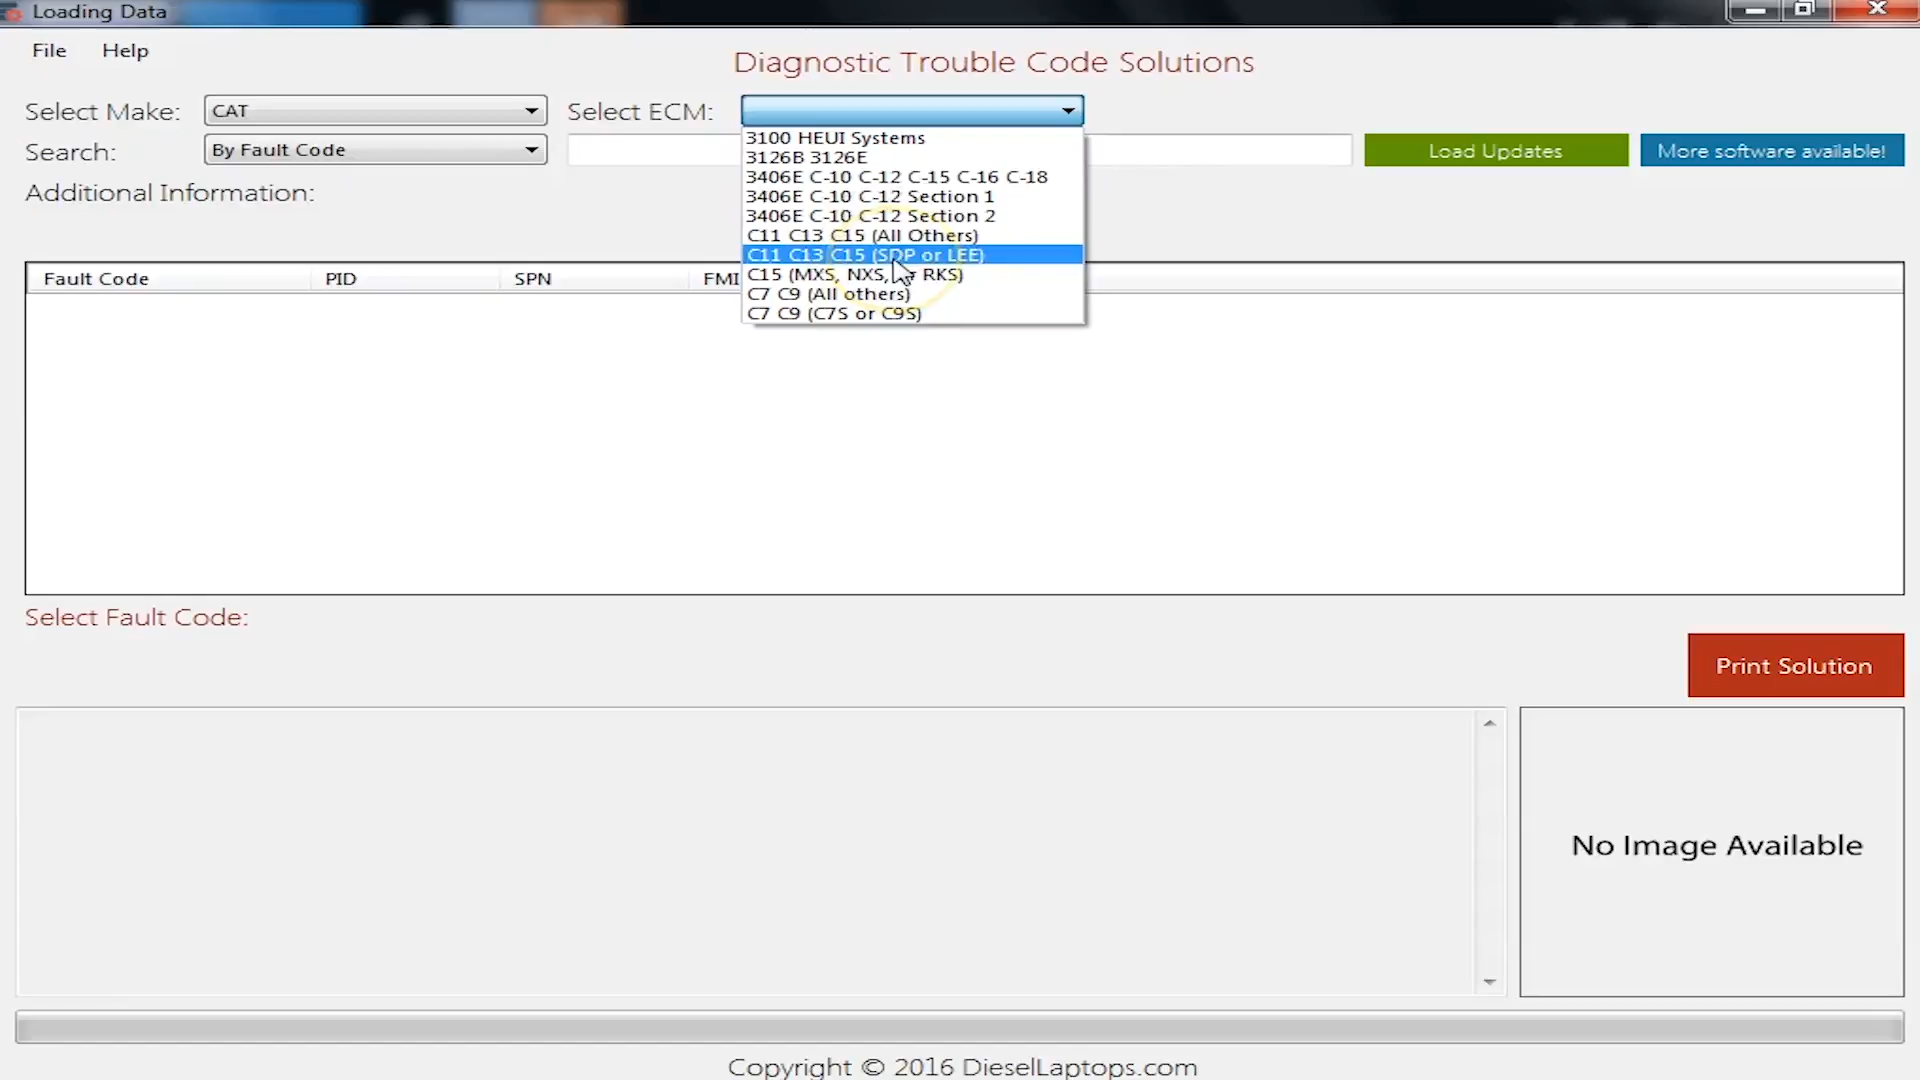 Loading Data
File Help
Diagnostic Trouble Code Solutions
Select Make: CAT Select ECM:
3100 HEUI Systems
Search: By Fault Code Load Updates More software available!
3126B 3126E
3406E C-10 C-12 C-15 C-16 C-18
Additional Information:
3406E C-10 C-12 Section 1
3406E C-10 C-12 Section 2
C11 C13 C15 (All Others)
C11 C13 C15 (SDP or LEE)
Fault Code PID SPN FMI
C15 (MXS, NXS, RKS)
C7 C9 (All others)
C7 C9 (C7S or C9S)
Select Fault Code:
Print Solution
No Image Available
Copyright © 2016 DieselLaptops.com